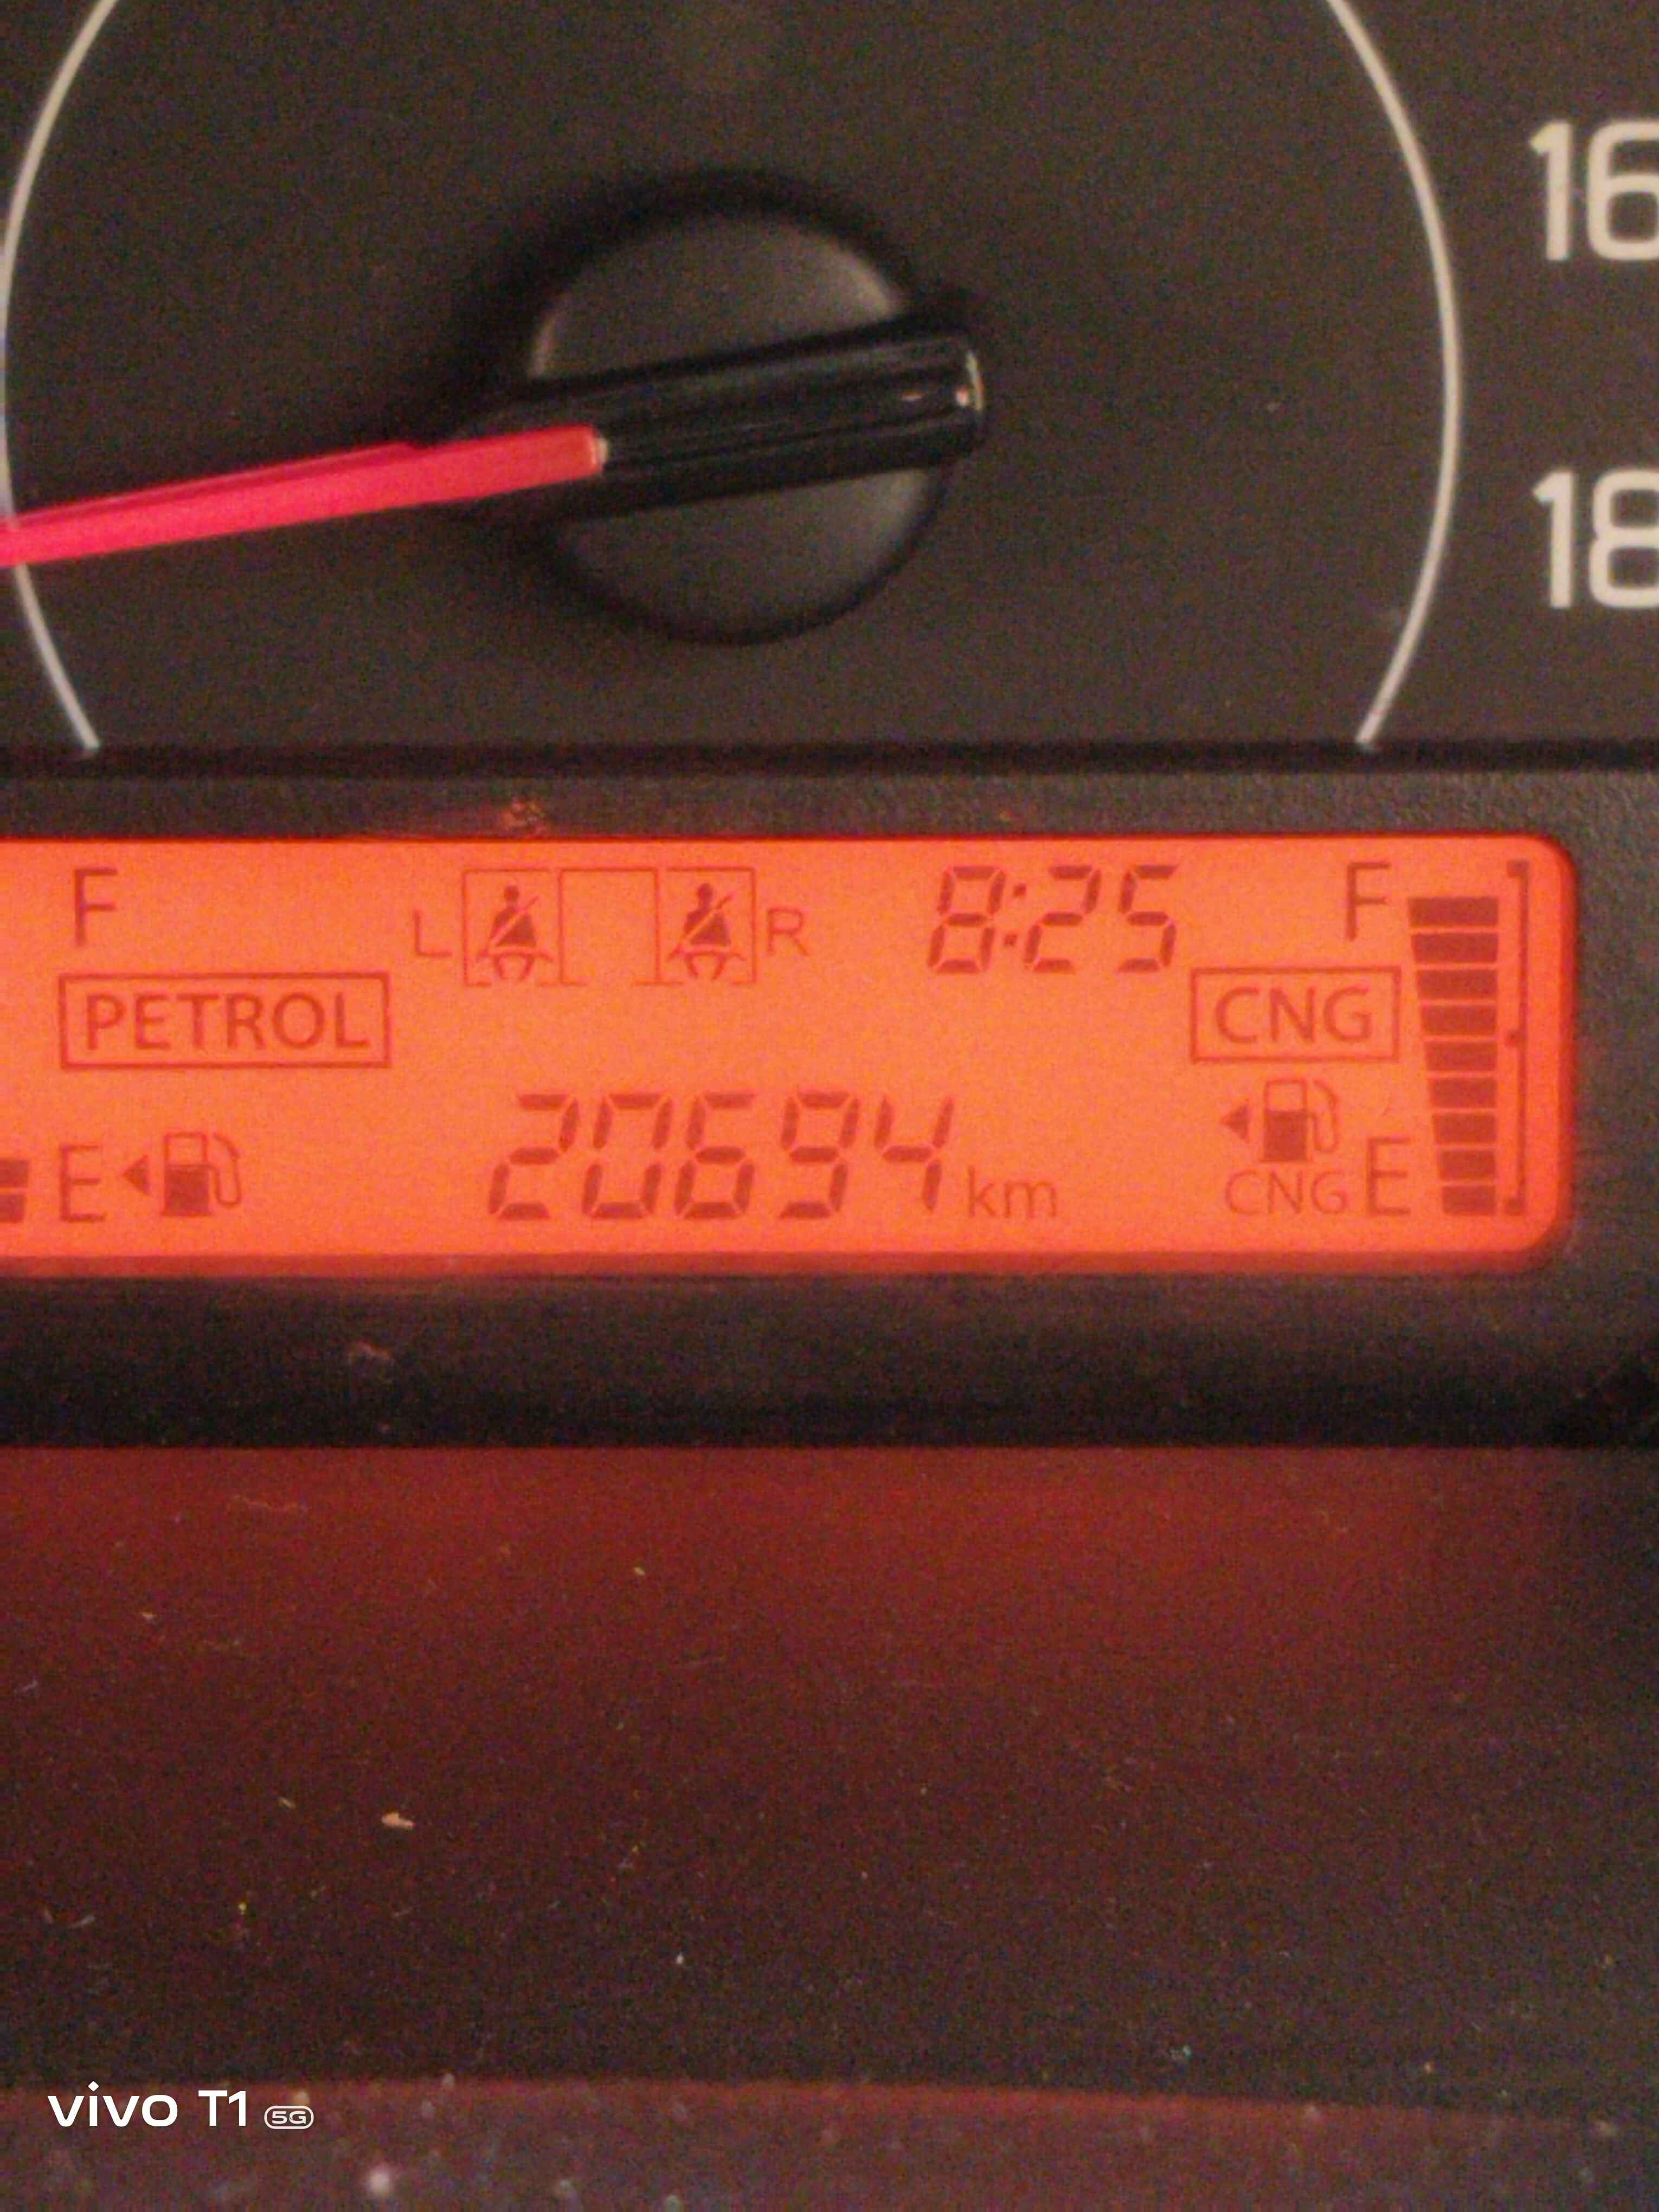 16
18
F L R 8:25 F
PETROL CNG
E 20694 km CNG E
vivo T1 5G